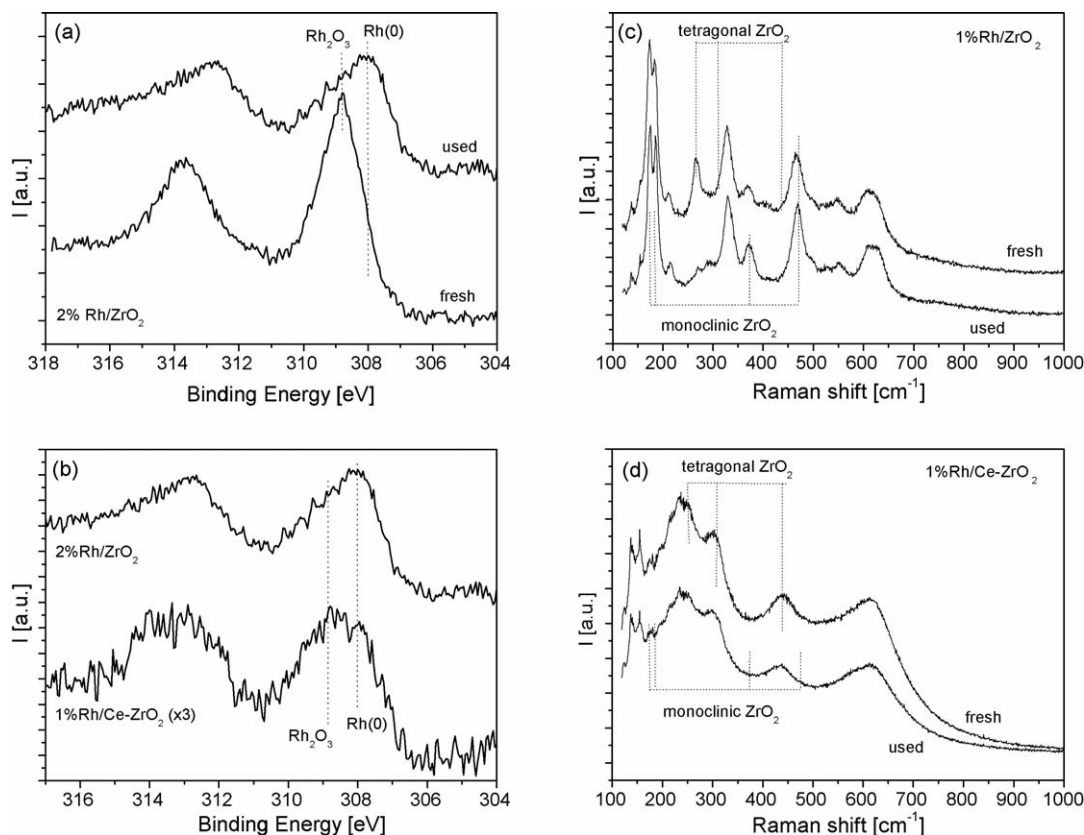 (a)
Rh₂O₃
Rh(0)
used
fresh
2% Rh/ZrO₂
I [a.u.]
318 316 314 312 310 308 306 304
Binding Energy [eV]
(c)
tetragonal ZrO₂
1%Rh/ZrO₂
fresh
monoclinic ZrO₂
used
I [a.u.]
100 200 300 400 500 600 700 800 900 1000
Raman shift [cm⁻¹]
(b)
2%Rh/ZrO₂
1%Rh/Ce-ZrO₂ (x3)
Rh₂O₃
Rh(0)
I [a.u.]
316 314 312 310 308 306 304
Binding Energy [eV]
(d)
tetragonal ZrO₂
1%Rh/Ce-ZrO₂
monoclinic ZrO₂
fresh
used
I [a.u.]
100 200 300 400 500 600 700 800 900 1000
Raman shift [cm⁻¹]